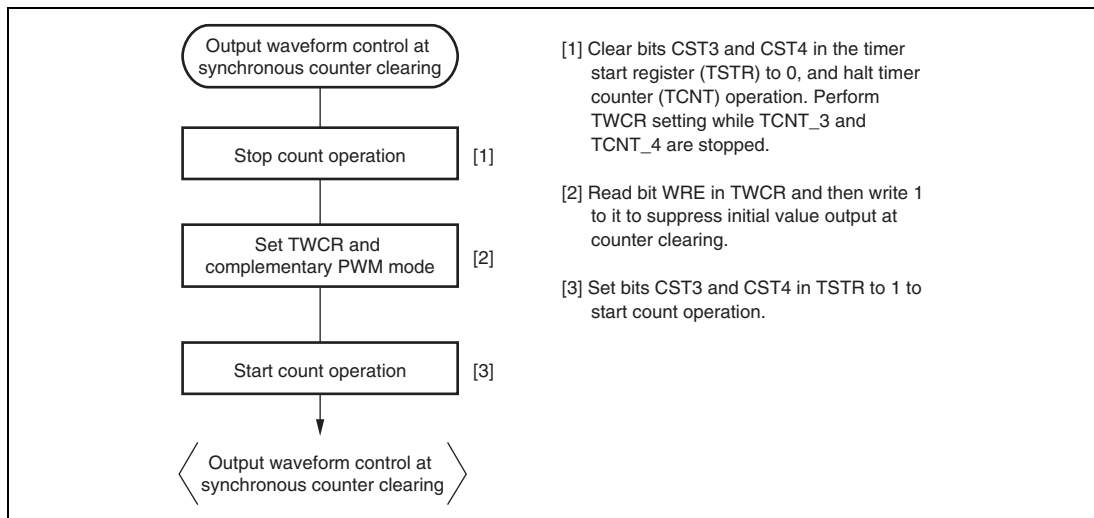 Output waveform control at
synchronous counter clearing
Stop count operation
[1]
Set TWCR and
complementary PWM mode
[2]
Start count operation
[3]
Output waveform control at
synchronous counter clearing
[1] Clear bits CST3 and CST4 in the timer
start register (TSTR) to 0, and halt timer
counter (TCNT) operation. Perform
TWCR setting while TCNT_3 and
TCNT_4 are stopped.
[2] Read bit WRE in TWCR and then write 1
to it to suppress initial value output at
counter clearing.
[3] Set bits CST3 and CST4 in TSTR to 1 to
start count operation.